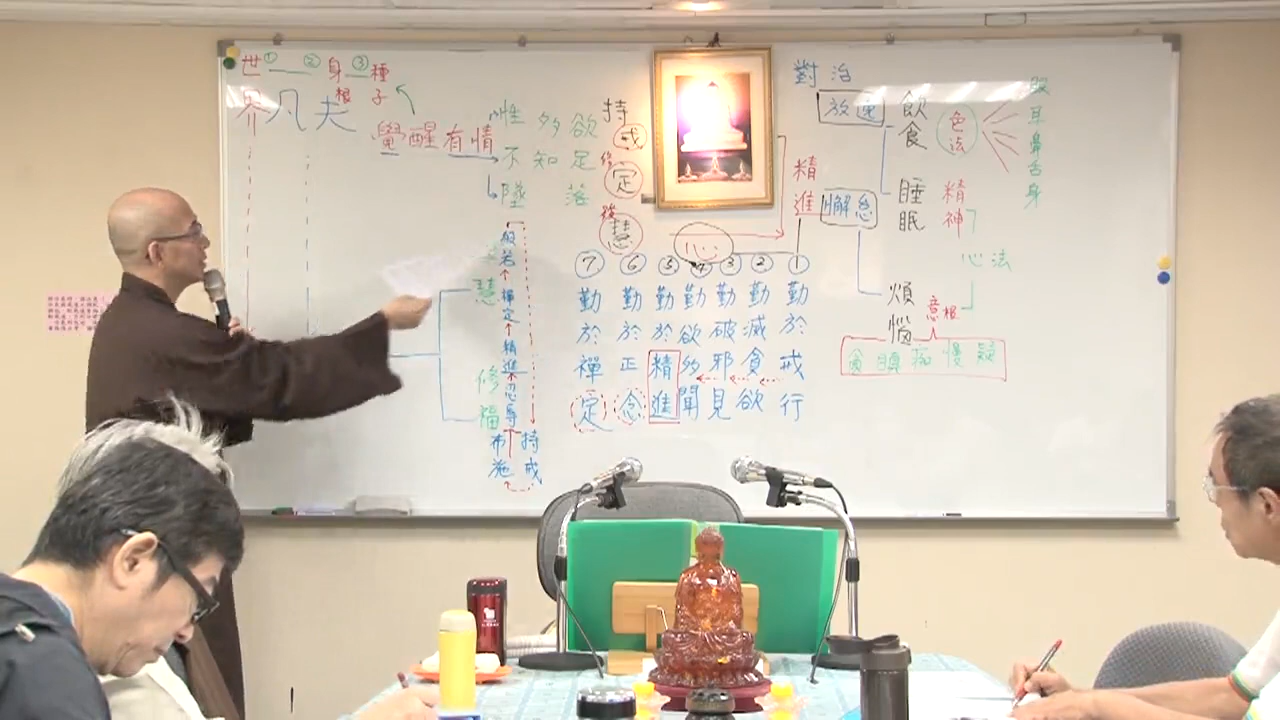 世 ① ② 身 ③ 種
界 凡 夫 根 子
覺醒有情
惟 多 欲
不 知 足
墜 落
持
戒
後
定
後
慧
心
對治
放逸
精進
懈怠
飲食
睡眠
煩惱
色法
眼耳鼻舌身
精神
心法
意根
貪瞋痴慢疑
慧
修福
般若
禪定
精進
忍辱
布施
持戒
⑦ ⑥ ⑤ ④ ③ ② ①
勤 勤 勤 勤 勤 勤 勤
於 於 於 欲 破 滅 於
禪 正 精 多 邪 貪 戒
定 念 進 聞 見 欲 行